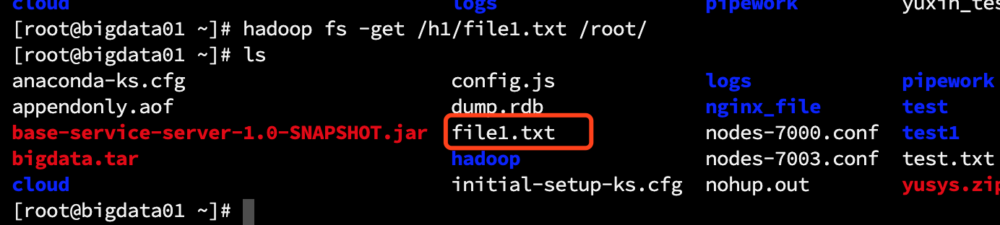 cloud logs pipework yuxin_tes
[root@bigdata01 ~]# hadoop fs -get /h1/file1.txt /root/
[root@bigdata01 ~]# ls
anaconda-ks.cfg config.js logs pipework
appendonly.aof dump.rdb nginx_file test
base-service-server-1.0-SNAPSHOT.jar file1.txt nodes-7000.conf test1
bigdata.tar hadoop nodes-7003.conf test.txt
cloud initial-setup-ks.cfg nohup.out yusys.zip
[root@bigdata01 ~]#